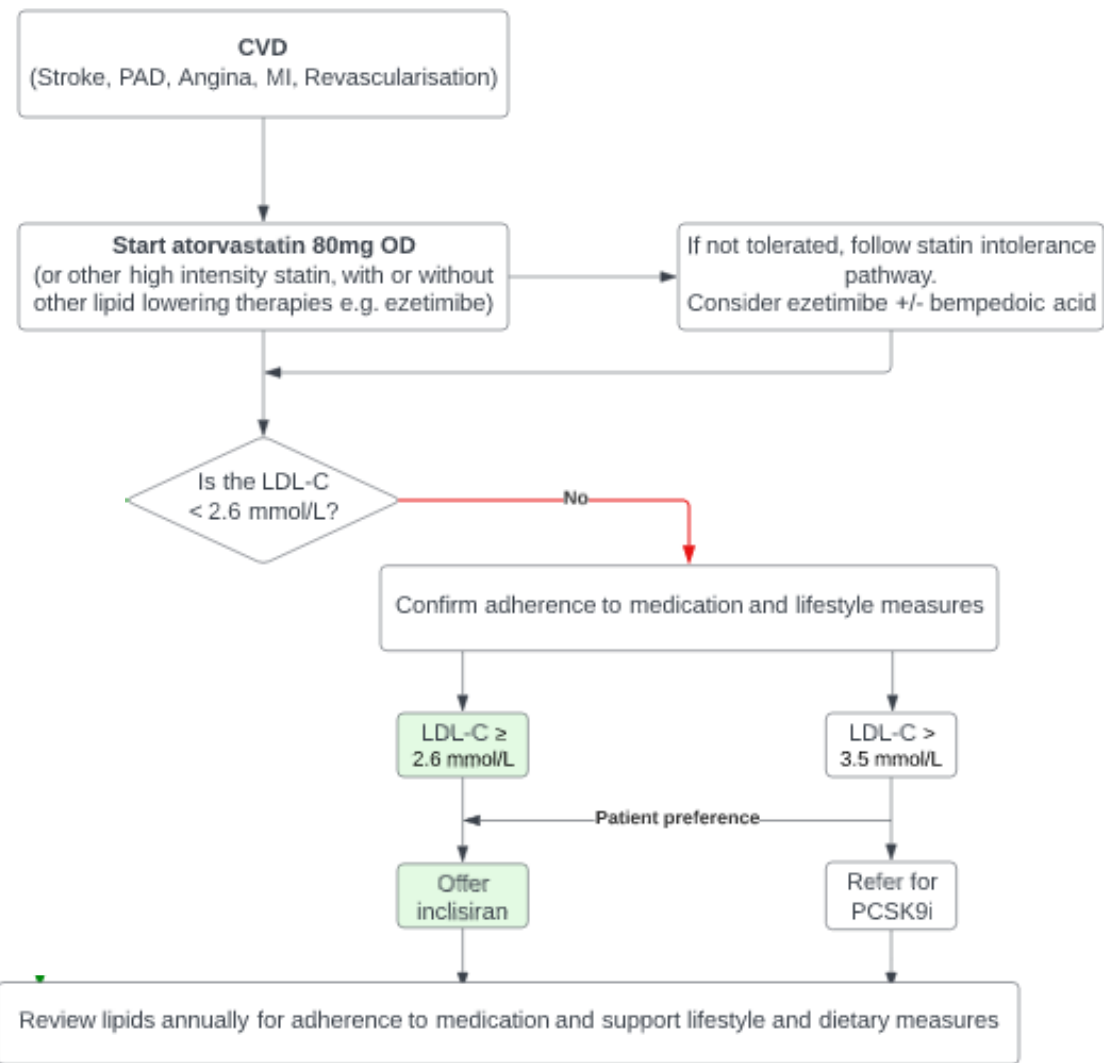 CVD
(Stroke, PAD, Angina, MI, Revascularisation)
Start atorvastatin 80mg OD
(or other high intensity statin, with or without
other lipid lowering therapies e.g. ezetimibe)
If not tolerated, follow statin intolerance
pathway.
Consider ezetimibe +/- bempedoic acid
Is the LDL-C
< 2.6 mmol/L?
No
Confirm adherence to medication and lifestyle measures
LDL-C ≥
2.6 mmol/L
LDL-C >
3.5 mmol/L
Patient preference
Offer
inclisiran
Refer for
PCSK9i
Review lipids annually for adherence to medication and support lifestyle and dietary measures